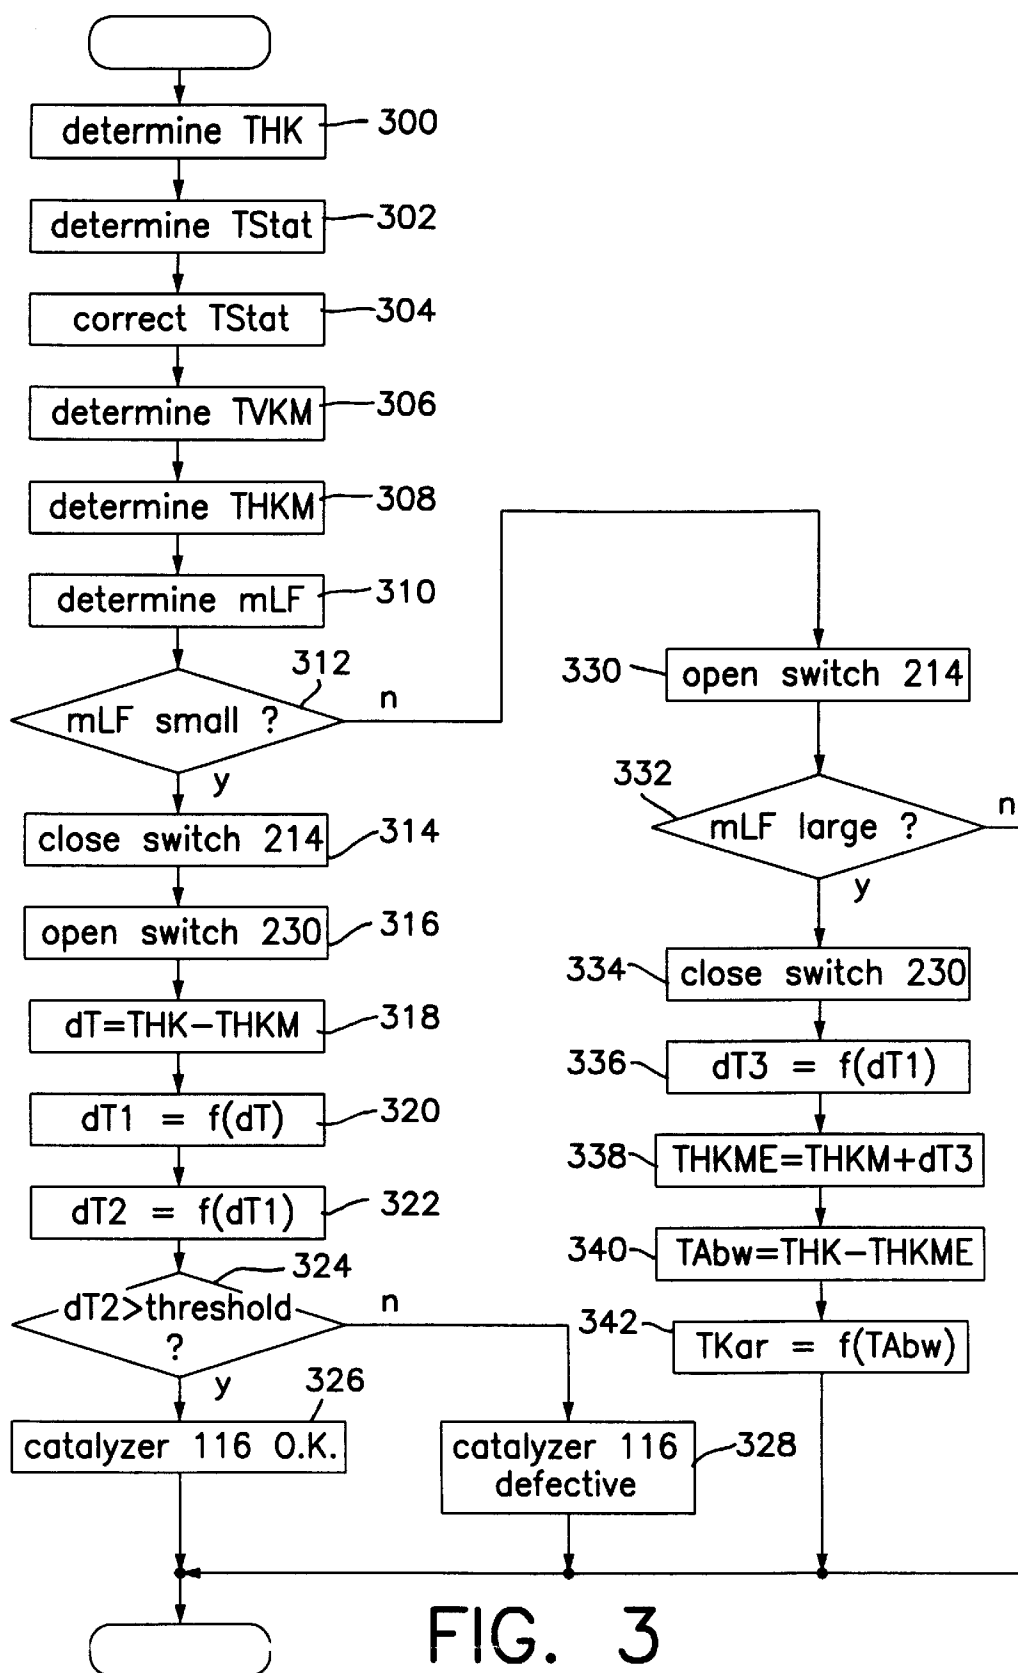 determine THK 300
determine TStat 302
correct TStat 304
determine TVKM 306
determine THKM 308
determine mLF 310
312
mLF small ?
n
y
close switch 214 314
open switch 230 316
dT=THK-THKM 318
dT1 = f(dT) 320
dT2 = f(dT1) 322
324
dT2>threshold
?
n
y
326
catalyzer 116 O.K.
catalyzer 116
defective
328
330 open switch 214
332
mLF large ?
n
y
334 close switch 230
336 dT3 = f(dT1)
338 THKME=THKM+dT3
340 TAbw=THK-THKME
342 TKar = f(TAbw)
FIG. 3